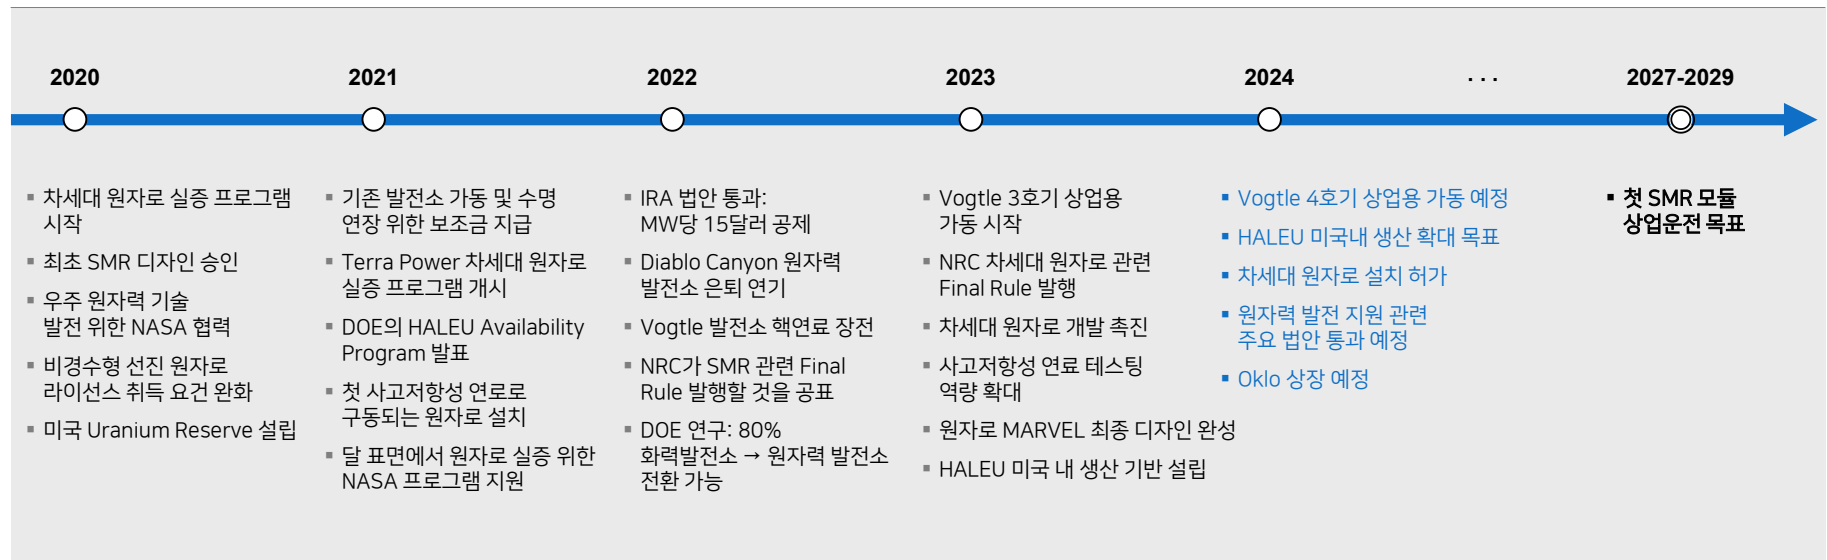 2020
2021
2022
2023
2024
· · ·
2027-2029
▪ 차세대 원자로 실증 프로그램
시작
▪ 최초 SMR 디자인 승인
▪ 우주 원자력 기술
발전 위한 NASA 협력
▪ 비경수형 선진 원자로
라이선스 취득 요건 완화
▪ 미국 Uranium Reserve 설립
▪ 기존 발전소 가동 및 수명
연장 위한 보조금 지급
▪ Terra Power 차세대 원자로
실증 프로그램 개시
▪ DOE의 HALEU Availability
Program 발표
▪ 첫 사고저항성 연로로
구동되는 원자로 설치
▪ 달 표면에서 원자로 실증 위한
NASA 프로그램 지원
▪ IRA 법안 통과:
MW당 15달러 공제
▪ Diablo Canyon 원자력
발전소 은퇴 연기
▪ Vogtle 발전소 핵연료 장전
▪ NRC가 SMR 관련 Final
Rule 발행할 것을 공표
▪ DOE 연구: 80%
화력발전소 → 원자력 발전소
전환 가능
▪ Vogtle 3호기 상업용
가동 시작
▪ NRC 차세대 원자로 관련
Final Rule 발행
▪ 차세대 원자로 개발 촉진
▪ 사고저항성 연료 테스팅
역량 확대
▪ 원자로 MARVEL 최종 디자인 완성
▪ HALEU 미국 내 생산 기반 설립
▪ Vogtle 4호기 상업용 가동 예정
▪ HALEU 미국내 생산 확대 목표
▪ 차세대 원자로 설치 허가
▪ 원자력 발전 지원 관련
주요 법안 통과 예정
▪ Oklo 상장 예정
▪ 첫 SMR 모듈
상업운전 목표